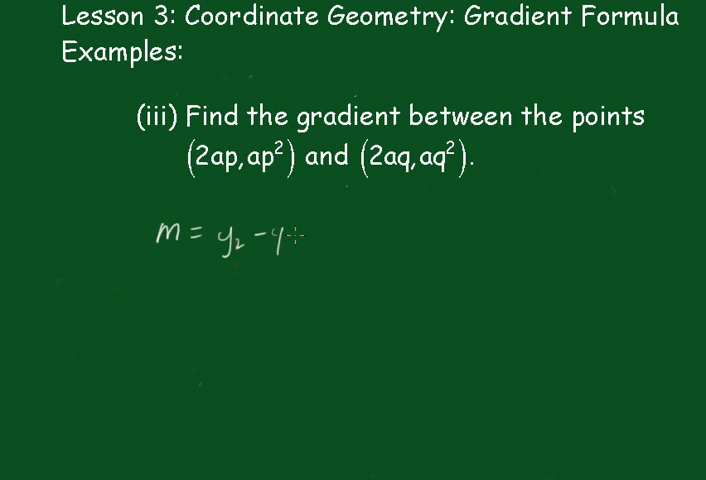 Lesson 3: Coordinate Geometry: Gradient Formula
Examples:
(iii) Find the gradient between the points
(2ap, ap²) and (2aq, aq²).
m = y₂ - y